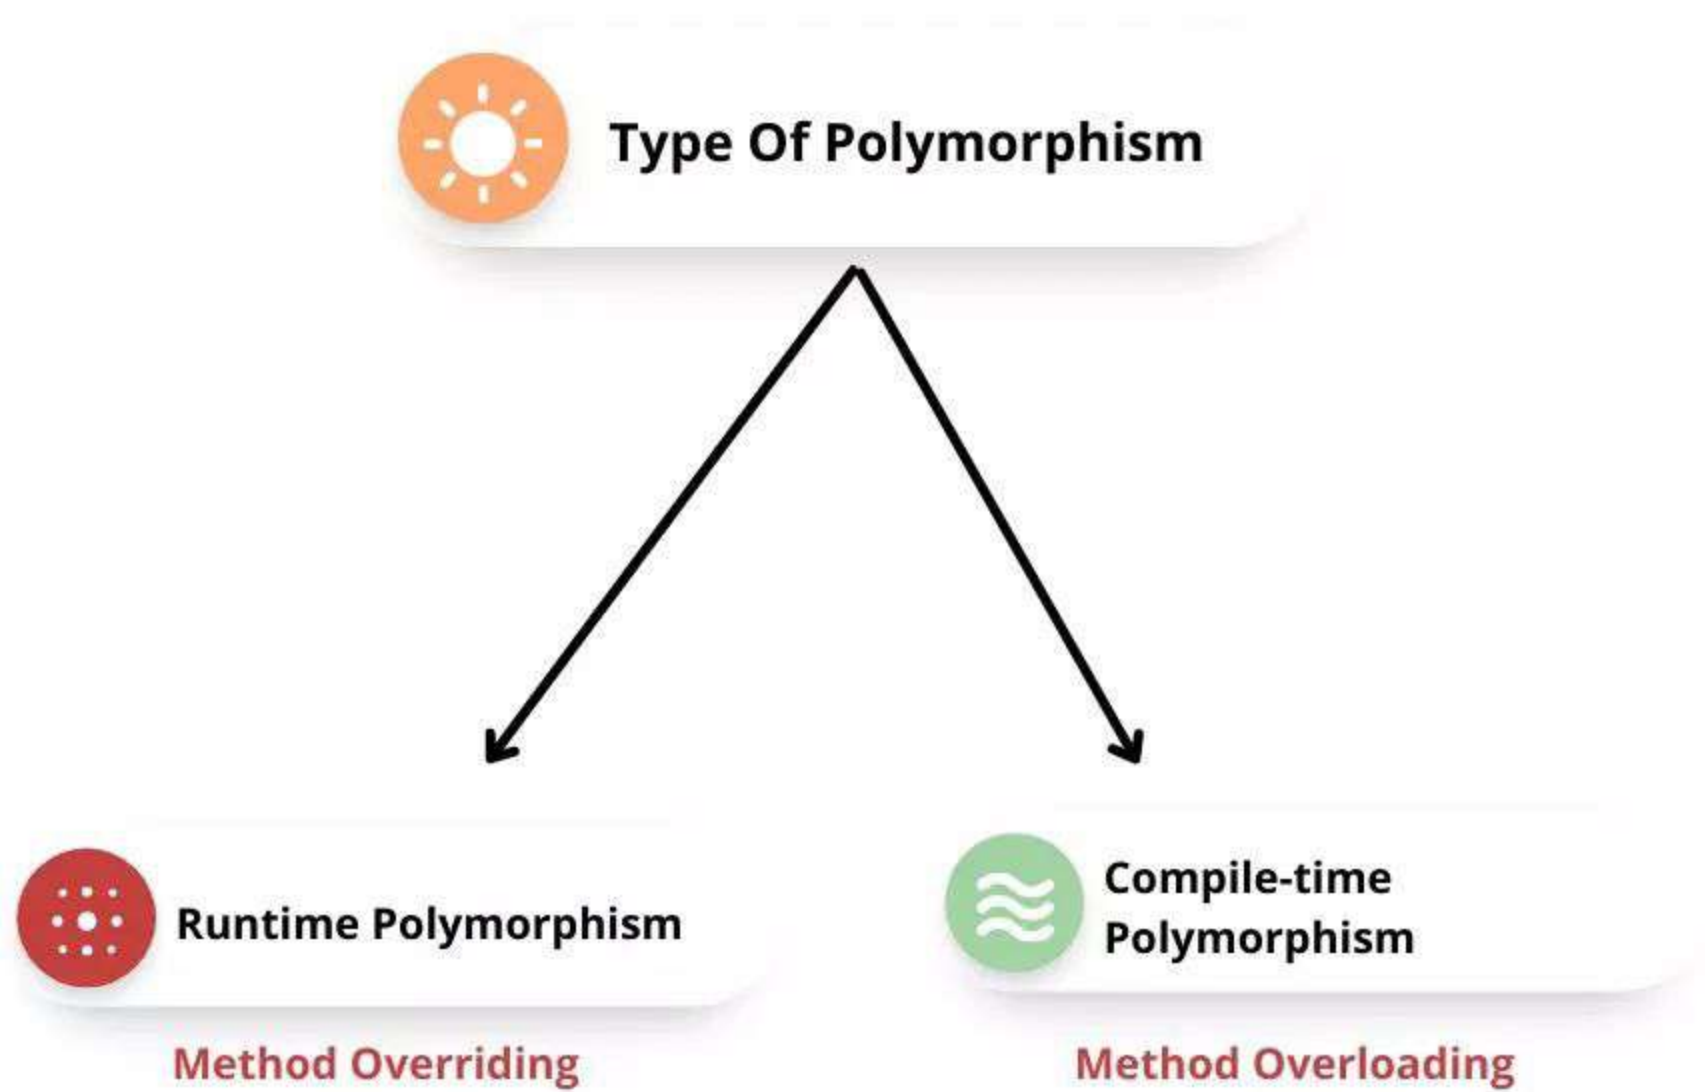 Type Of Polymorphism
Runtime Polymorphism
Compile-time
Polymorphism
Method Overriding
Method Overloading